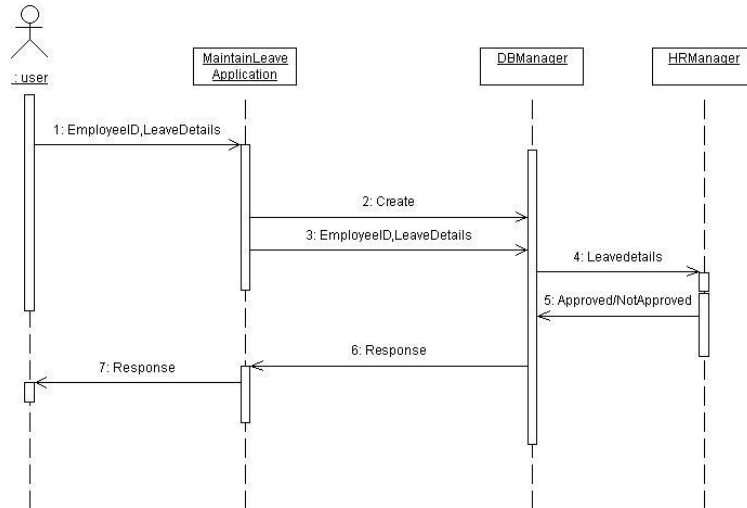 : user
MaintainLeave
Application
DBManager
HRManager
1: EmployeeID,LeaveDetails
2: Create
3: EmployeeID,LeaveDetails
4: Leavedetails
5: Approved/NotApproved
6: Response
7: Response